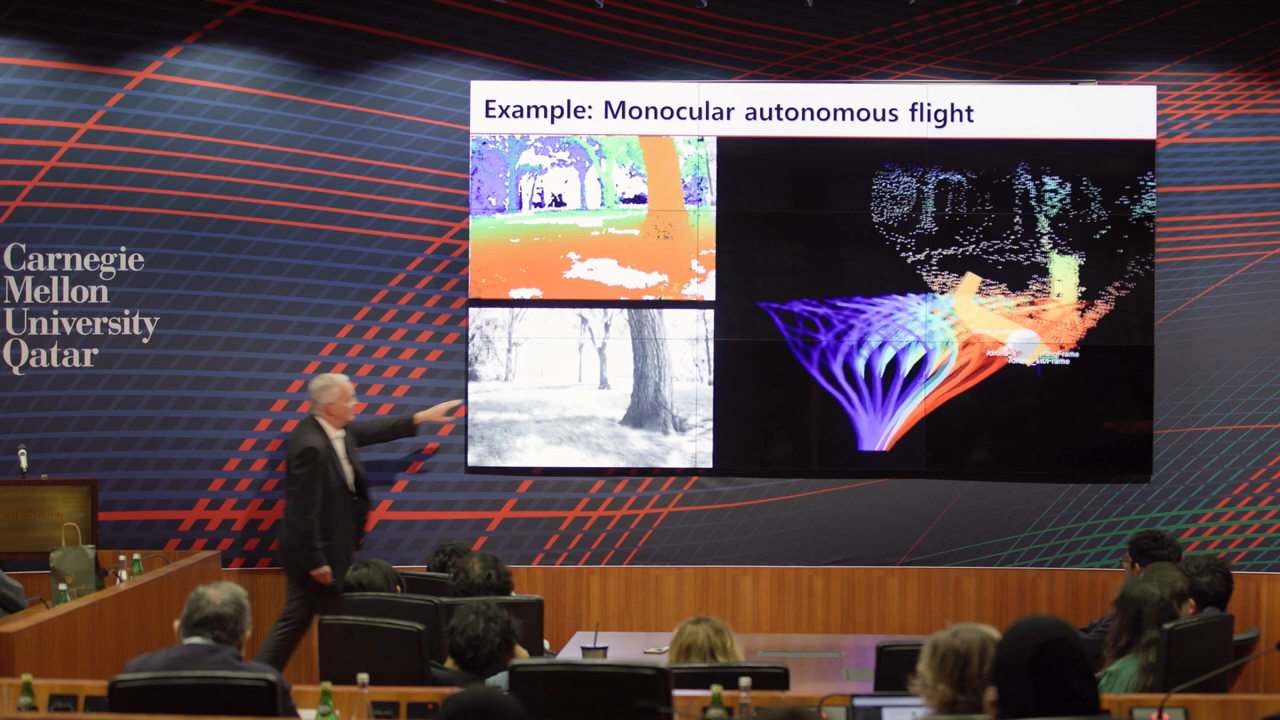 Example: Monocular autonomous flight
Carnegie
Mellon
University
Qatar